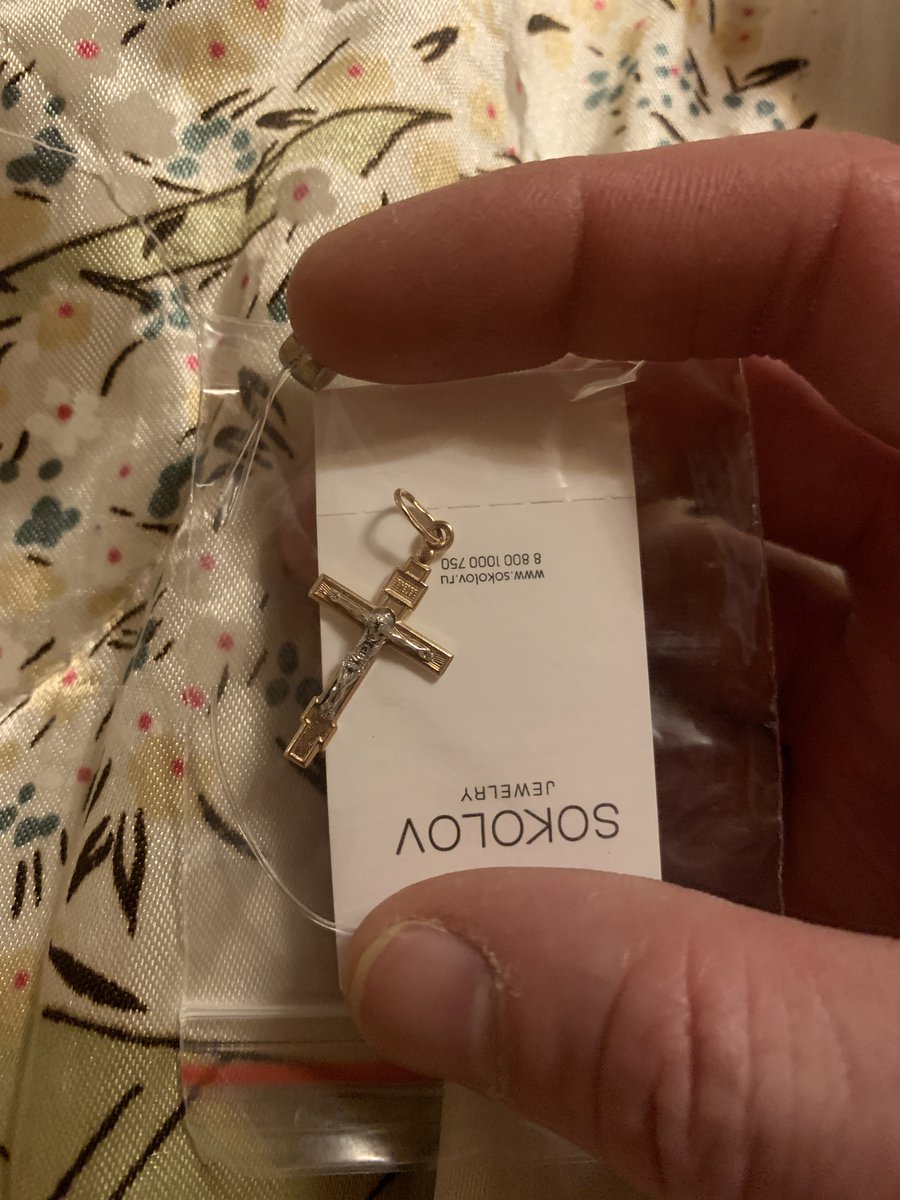 SOKOLOV
JEWELRY
www.sokolov.ru
8 800 1000 750